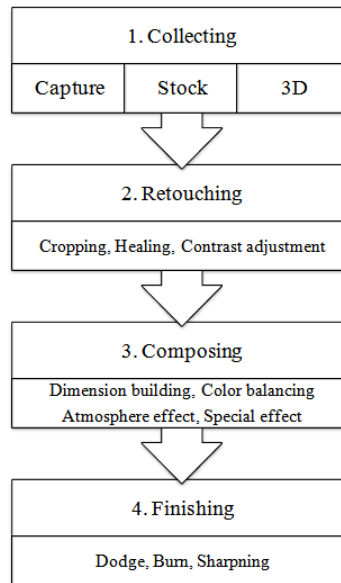 1. Collecting
Capture Stock 3D
2. Retouching
Cropping, Healing, Contrast adjustment
3. Composing
Dimension building, Color balancing
Atmosphere effect, Special effect
4. Finishing
Dodge, Burn, Sharpning